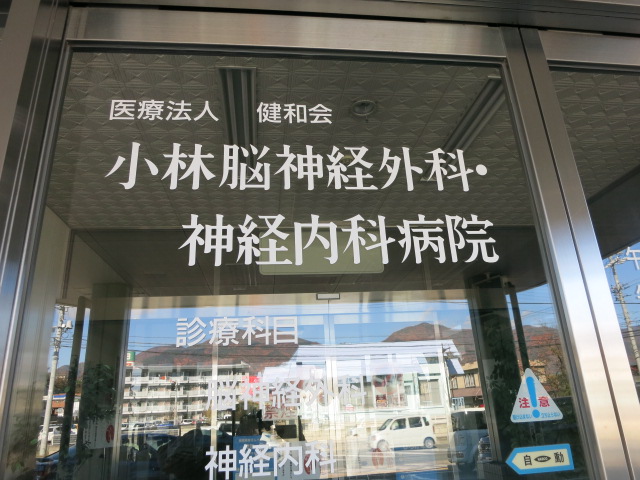 医療法人 健和会
小林脳神経外科・
神経内科病院
診療科目
脳神経外科
神経内科
注意
自動